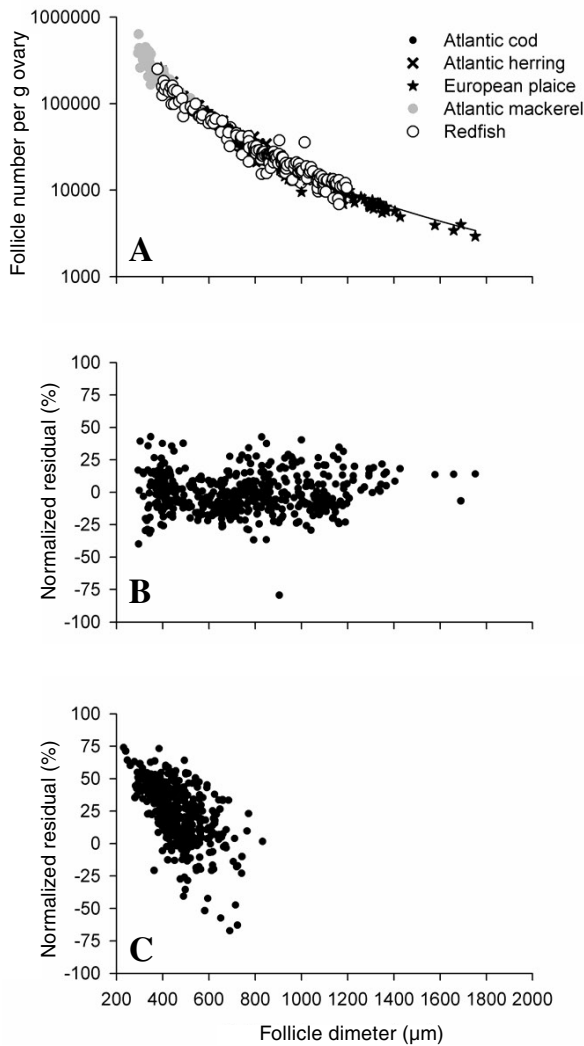 1000000
100000
10000
1000
Follicle number per g ovary
Atlantic cod
Atlantic herring
European plaice
Atlantic mackerel
Redfish
A
100
75
50
25
0
-25
-50
-75
-100
Normalized residual (%)
B
100
75
50
25
0
-25
-50
-75
-100
Normalized residual (%)
C
200 400 600 800 1000 1200 1400 1600 1800 2000
Follicle dimeter (µm)